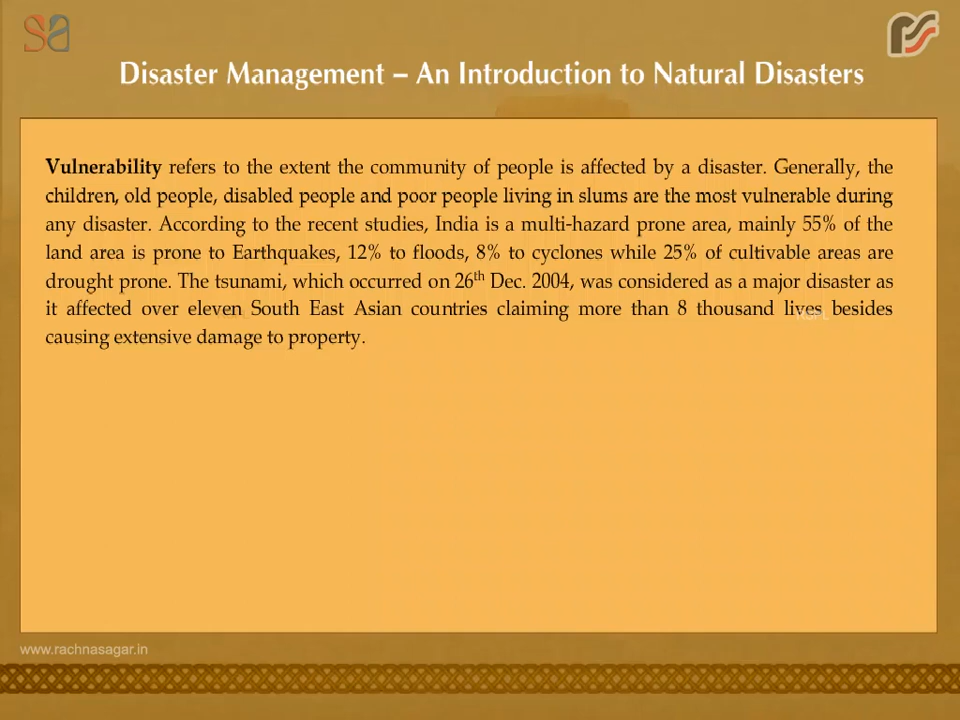 Disaster Management – An Introduction to Natural Disasters
Vulnerability refers to the extent the community of people is affected by a disaster. Generally, the
children, old people, disabled people and poor people living in slums are the most vulnerable during
any disaster. According to the recent studies, India is a multi-hazard prone area, mainly 55% of the
land area is prone to Earthquakes, 12% to floods, 8% to cyclones while 25% of cultivable areas are
drought prone. The tsunami, which occurred on 26th Dec. 2004, was considered as a major disaster as
it affected over eleven South East Asian countries claiming more than 8 thousand lives besides
causing extensive damage to property.
www.rachnasagar.in